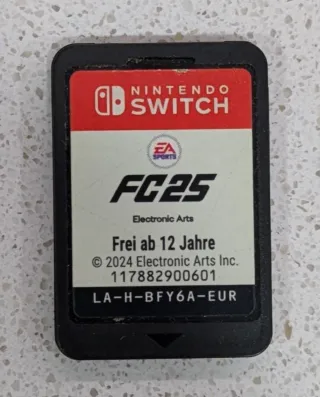 NINTENDO
SWITCH
EA
SPORTS
FC25
Electronic Arts
Frei ab 12 Jahre
© 2024 Electronic Arts Inc.
117882900601
LA-H-BFY6A-EUR